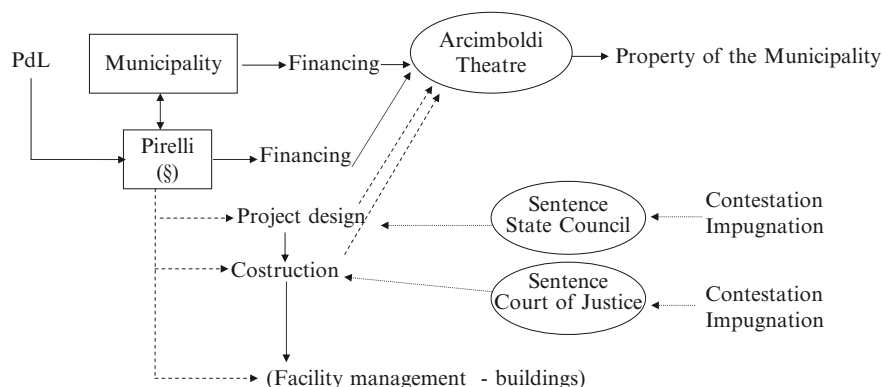 Arcimboldi
Theatre
PdL
Municipality
Financing
Property of the Municipality
Pirelli
(§)
Financing
Project design
Sentence
State Council
Contestation
Impugnation
Costruction
Sentence
Court of Justice
Contestation
Impugnation
(Facility management - buildings)